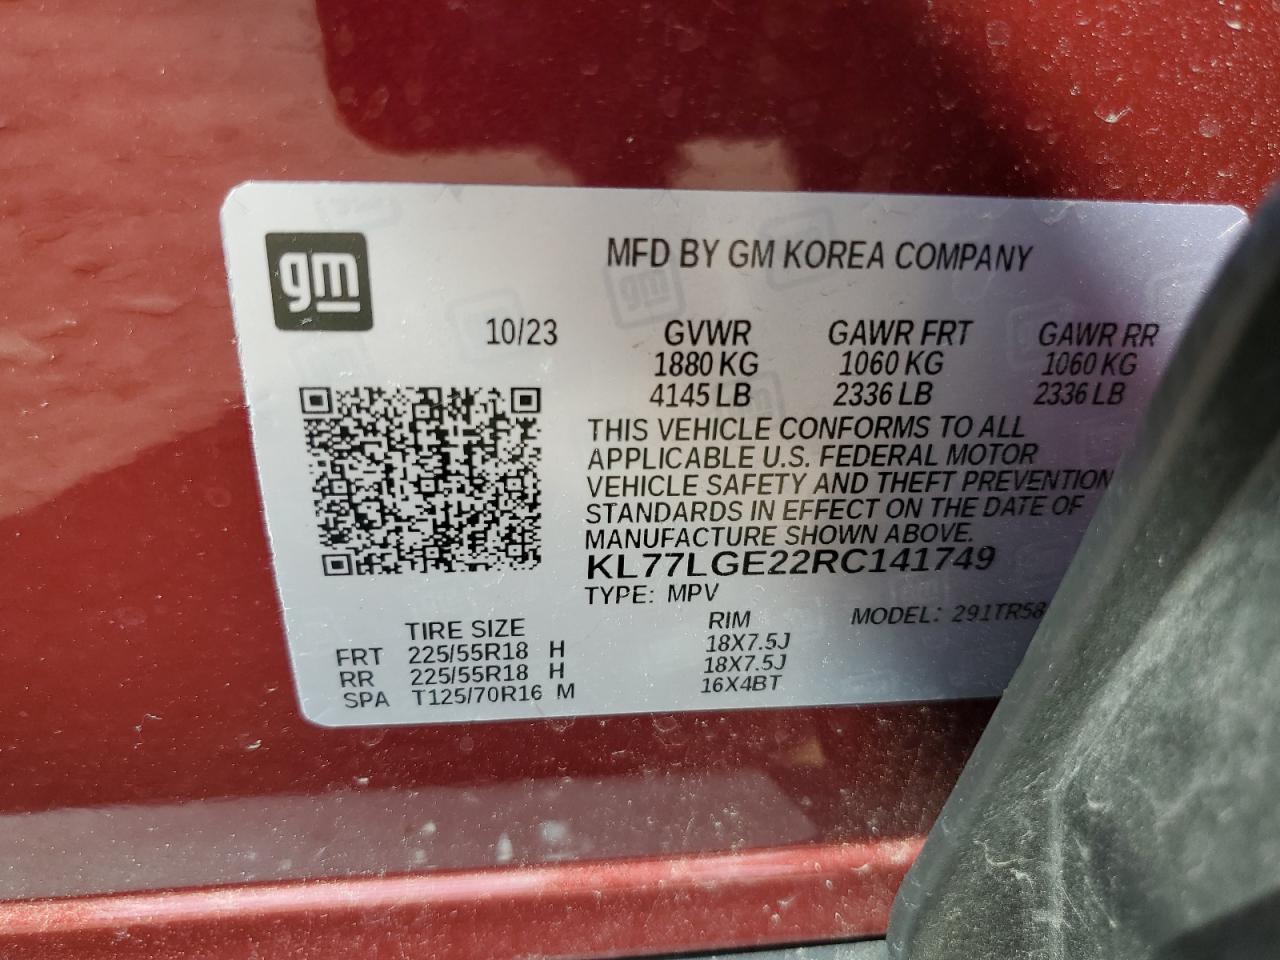 gm
MFD BY GM KOREA COMPANY
10/23 GVWR GAWR FRT GAWR RR
1880 KG 1060 KG 1060 KG
4145 LB 2336 LB 2336 LB
THIS VEHICLE CONFORMS TO ALL
APPLICABLE U.S. FEDERAL MOTOR
VEHICLE SAFETY AND THEFT PREVENTION
STANDARDS IN EFFECT ON THE DATE OF
MANUFACTURE SHOWN ABOVE.
KL77LGE22RC141749
TYPE: MPV MODEL: 291TR58
TIRE SIZE RIM
FRT 225/55R18 H 18X7.5J
RR 225/55R18 H 18X7.5J
SPA T125/70R16 M 16X4BT